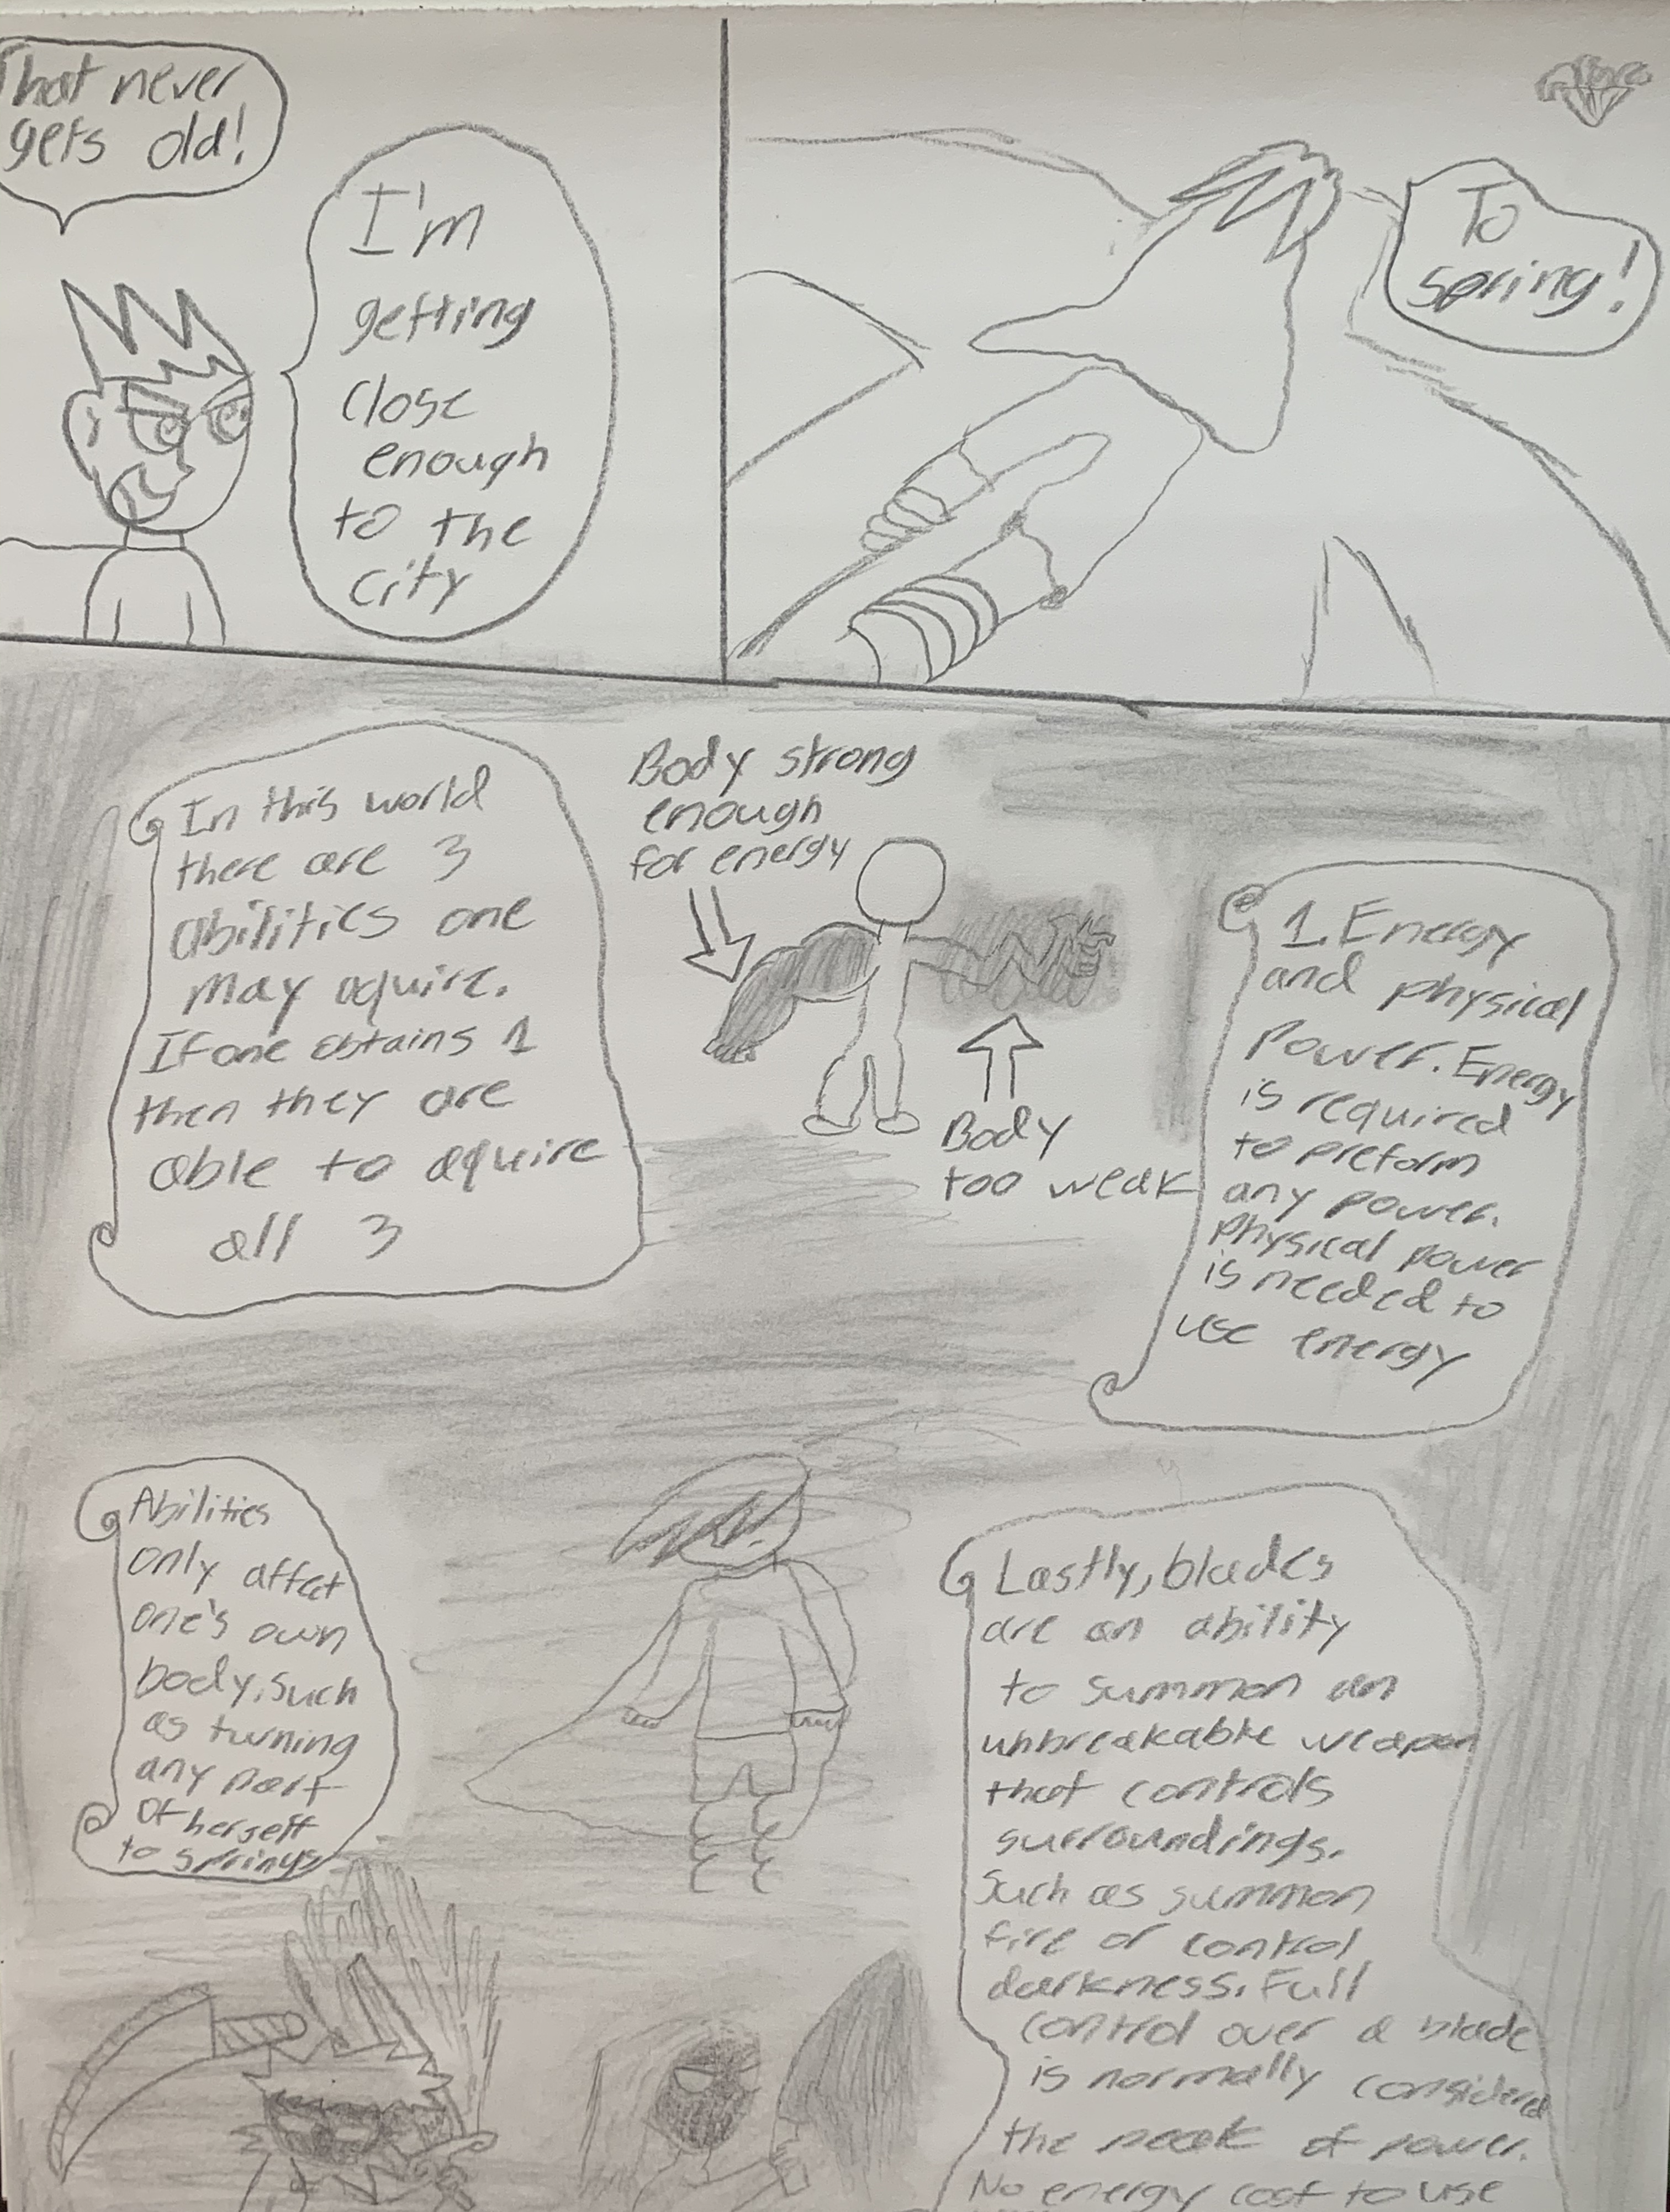 That never
gets old!
I'm
getting
close
enough
to the
city
To
spring!
In this world
there are 3
abilities one
may aquire.
If one obtains 1
then they are
able to aquire
all 3
Body strong
enough
for energy
Body
too weak
1. Energy
and physical
power. Energy
is required
to preform
any power.
Physical power
is needed to
use energy
Abilities
only affect
one's own
body, such
as turning
any part
of herself
to springs
Lastly, blades
are an ability
to summon an
unbreakable weapon
that controls
surroundings.
Such as summon
fire or control
darkness. Full
control over a blade
is normally considered
the peak of power.
No energy cost to use